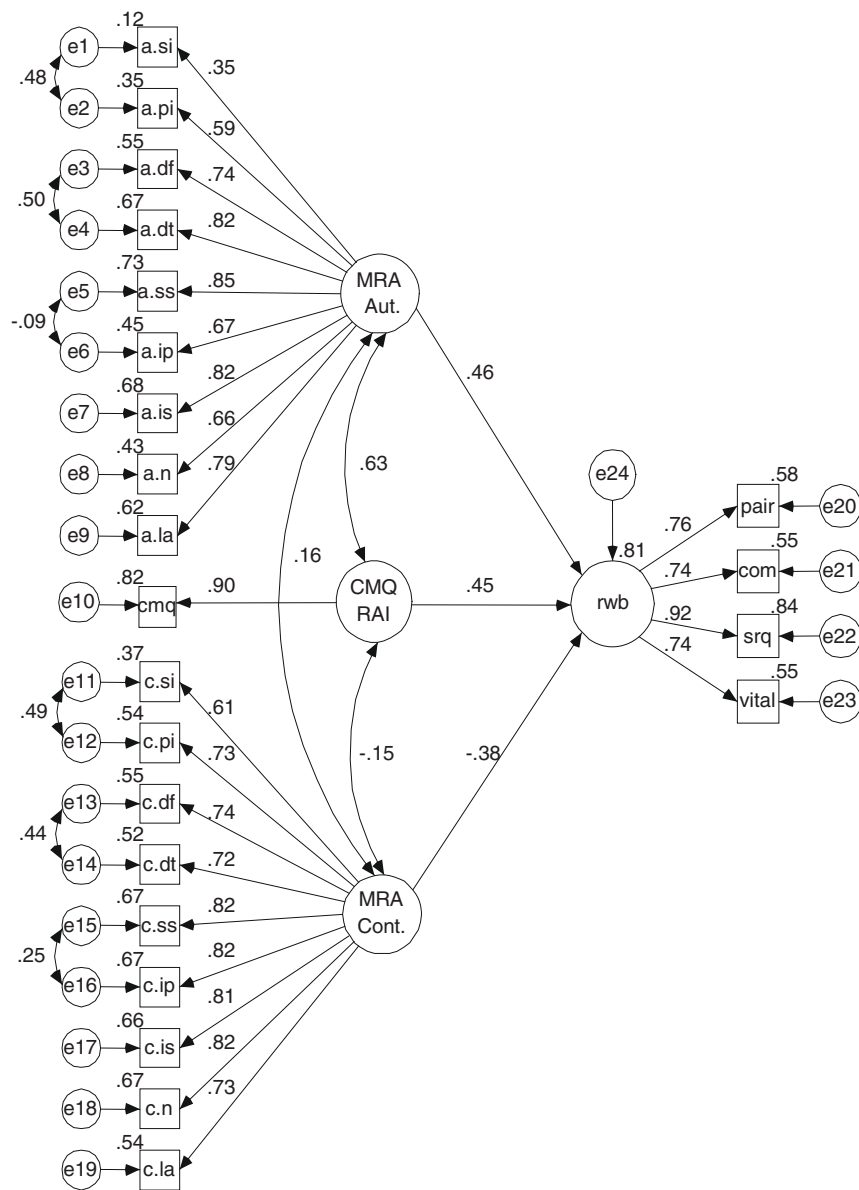 .12
e1 a.si
.35
.48
.35
e2 a.pi
.59
.55
e3 a.df
.74
.50
.67
e4 a.dt
.82
.73
e5 a.ss
.85
-.09
.45
e6 a.ip
.67
.68
e7 a.is
.82
.43
e8 a.n
.66
.62
e9 a.la
.79
MRA
Aut.
.46
.63
.16
.82
e10 cmq
.90
CMQ
RAI
.45
e24
.81
rwb
.58
.76
pair e20
.55
.74
com e21
.84
.92
srq e22
.55
.74
vital e23
.37
e11 c.si
.61
.49
.54
e12 c.pi
.73
-.15
-.38
.55
e13 c.df
.74
.44
.52
e14 c.dt
.72
MRA
Cont.
.67
e15 c.ss
.82
.25
.67
e16 c.ip
.82
.66
e17 c.is
.81
.67
e18 c.n
.82
.54
e19 c.la
.73